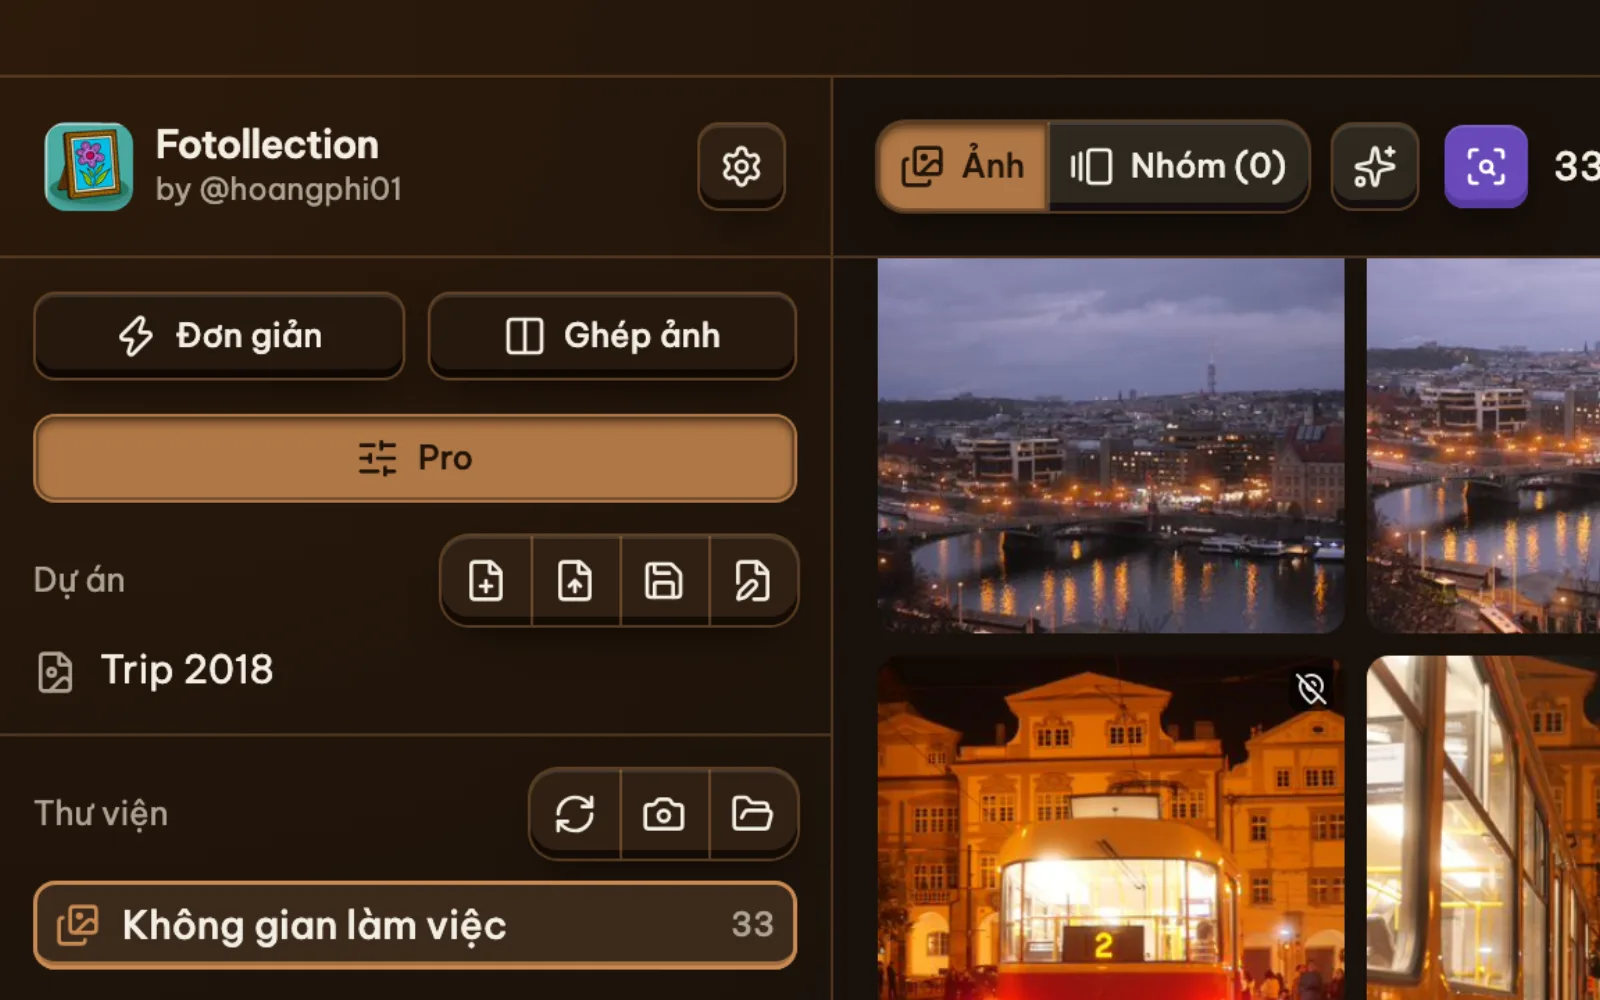 Fotollection
by @hoangphi01
Ảnh
Nhóm (0)
33
Đơn giản
Ghép ảnh
Pro
Dự án
Trip 2018
Thư viện
Không gian làm việc
33
2